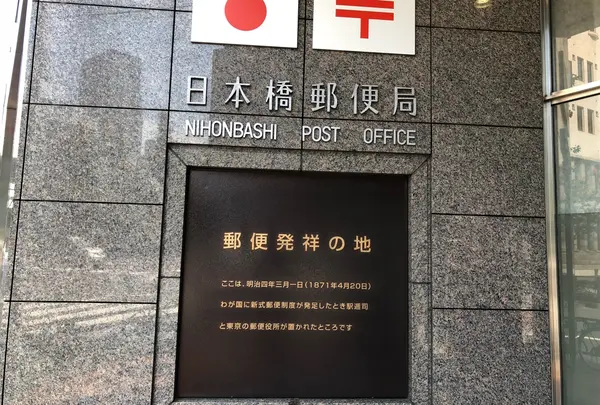 〒
日本橋郵便局
NIHONBASHI POST OFFICE
郵便発祥の地
ここは、明治四年三月一日(1871年4月20日)
わが国に新式郵便制度が発足したとき駅逓司
と東京の郵便役所が置かれたところです